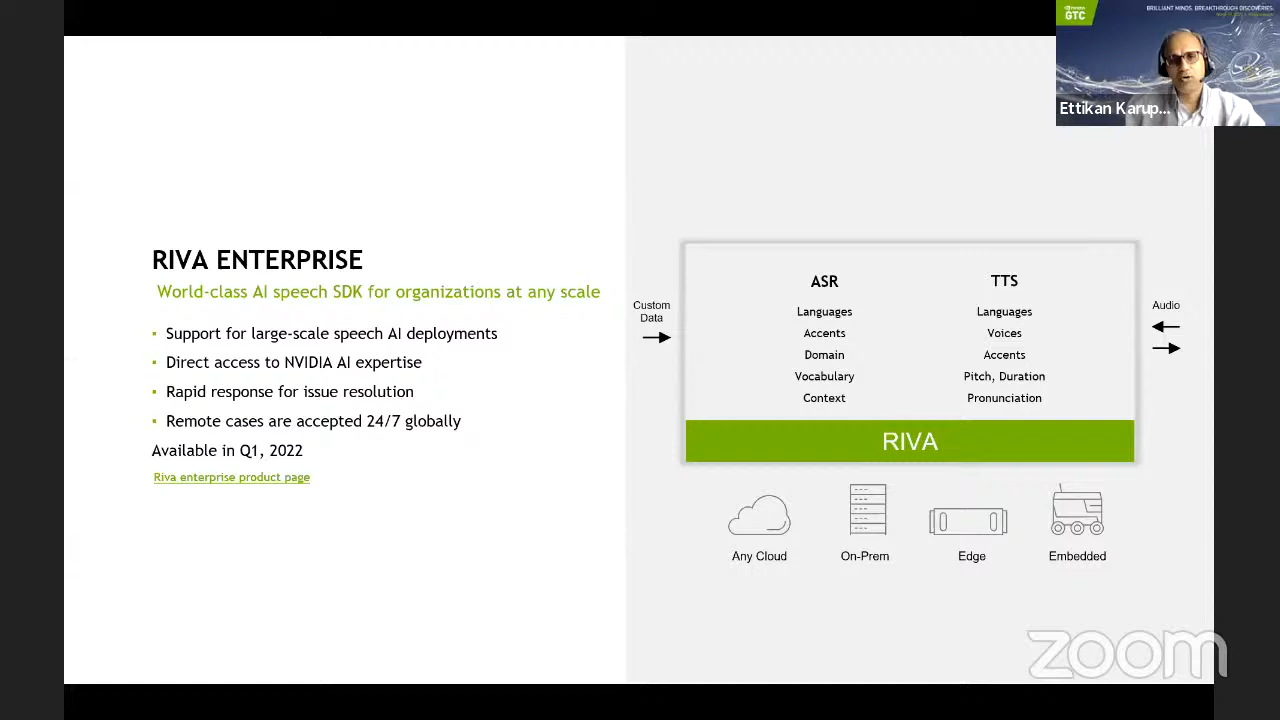 NVIDIA
GTC
BRILLIANT MINDS. BREAKTHROUGH DISCOVERIES.
Ettikan Karup...
RIVA ENTERPRISE
World-class AI speech SDK for organizations at any scale
▪ Support for large-scale speech AI deployments
▪ Direct access to NVIDIA AI expertise
▪ Rapid response for issue resolution
▪ Remote cases are accepted 24/7 globally
Available in Q1, 2022
Riva enterprise product page
Custom
Data
ASR
Languages
Accents
Domain
Vocabulary
Context
TTS
Languages
Voices
Accents
Pitch, Duration
Pronunciation
Audio
RIVA
Any Cloud
On-Prem
Edge
Embedded
zoom